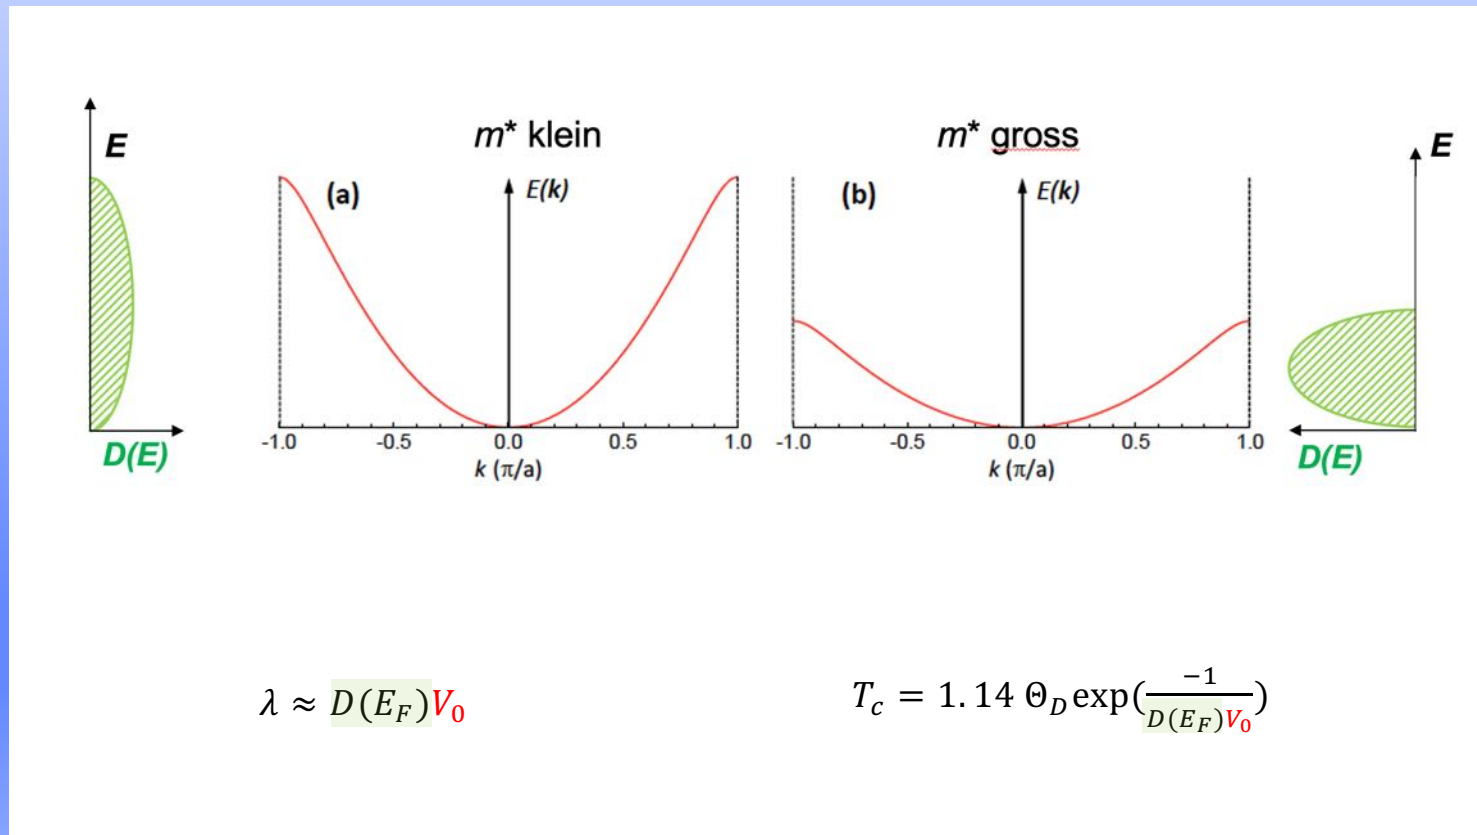 E
m* klein
m* gross
E
(a)
E(k)
(b)
E(k)
-1.0 -0.5 0.0 0.5 1.0
-1.0 -0.5 0.0 0.5 1.0
D(E)
k (π/a)
k (π/a)
D(E)
λ ≈ D(E_F)V_0
T_c = 1.14 Θ_D exp(-1/D(E_F)V_0)